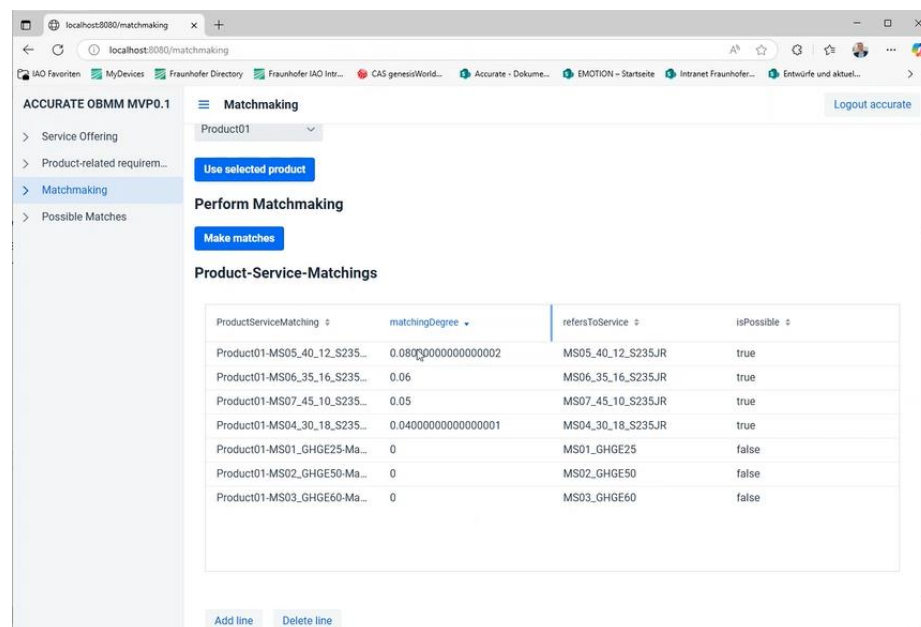 localhost:8080/matchmaking
localhost:8080/matchmaking
IAO Favoriten MyDevices Fraunhofer Directory Fraunhofer IAO Intr... CAS genesisWorld... Accurate - Dokume... EMOTION – Startseite Intranet Fraunhofer... Entwürfe und aktuel...
ACCURATE OBMM MVP0.1
Service Offering
Product-related requirem...
Matchmaking
Possible Matches
Matchmaking
Logout accurate
Product01
Use selected product
Perform Matchmaking
Make matches
Product-Service-Matchings
ProductServiceMatching matchingDegree refersToService isPossible
Product01-MS05_40_12_S235... 0.08000000000000002 MS05_40_12_S235JR true
Product01-MS06_35_16_S235... 0.06 MS06_35_16_S235JR true
Product01-MS07_45_10_S235... 0.05 MS07_45_10_S235JR true
Product01-MS04_30_18_S235... 0.04000000000000001 MS04_30_18_S235JR true
Product01-MS01_GHGE25-Ma... 0 MS01_GHGE25 false
Product01-MS02_GHGE50-Ma... 0 MS02_GHGE50 false
Product01-MS03_GHGE60-Ma... 0 MS03_GHGE60 false
Add line Delete line